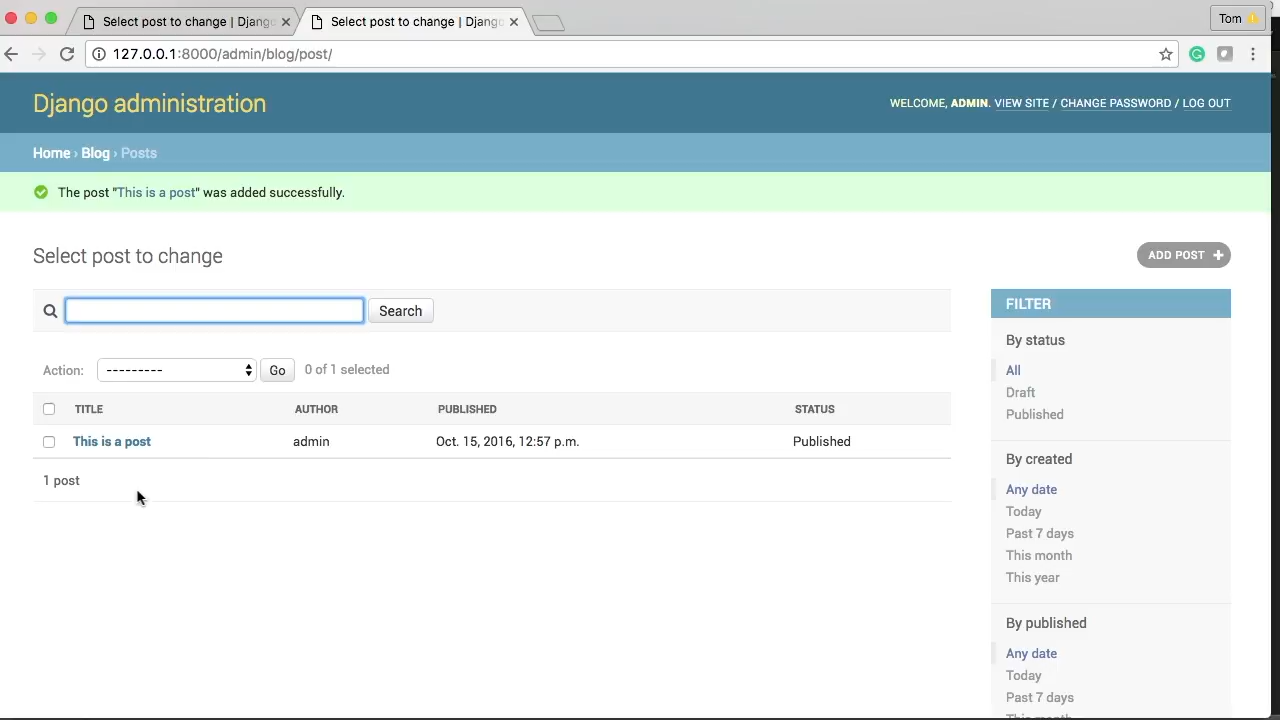 Select post to change | Django
Select post to change | Django
Tom
127.0.0.1:8000/admin/blog/post/
Django administration
WELCOME, ADMIN. VIEW SITE / CHANGE PASSWORD / LOG OUT
Home › Blog › Posts
The post "This is a post" was added successfully.
Select post to change
ADD POST +
Search
Action: --------- Go 0 of 1 selected
TITLE AUTHOR PUBLISHED STATUS
This is a post admin Oct. 15, 2016, 12:57 p.m. Published
1 post
FILTER
By status
All
Draft
Published
By created
Any date
Today
Past 7 days
This month
This year
By published
Any date
Today
Past 7 days
This month